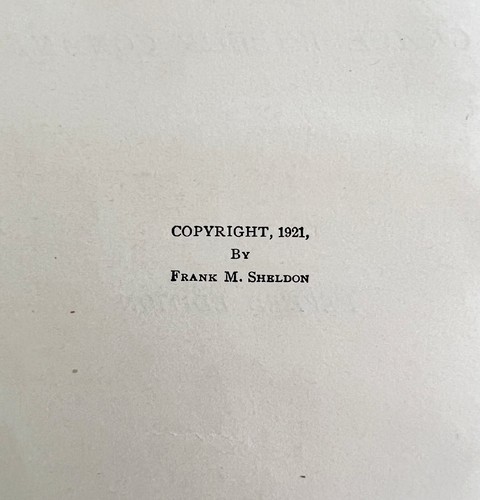 COPYRIGHT, 1921,
BY
FRANK M. SHELDON